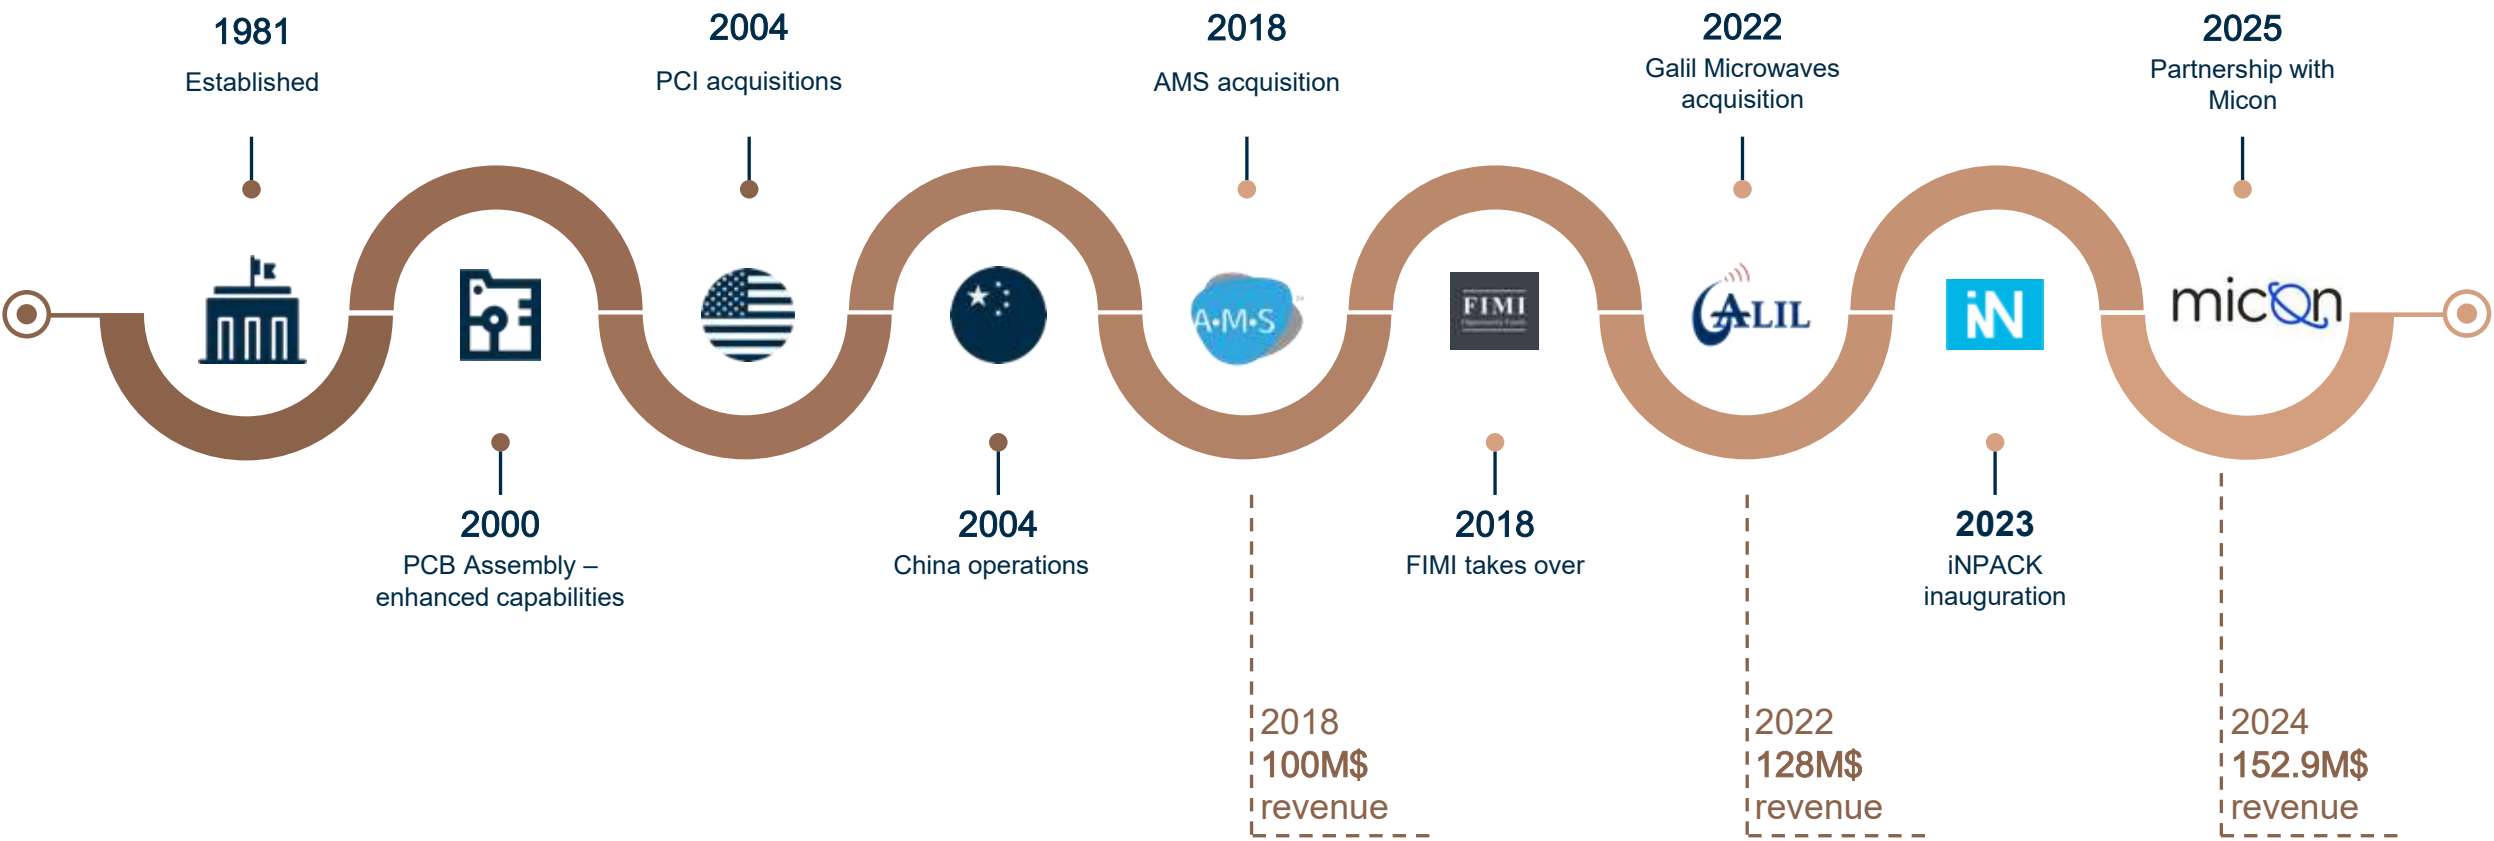 1981
Established
2004
PCI acquisitions
2018
AMS acquisition
2022
Galil Microwaves
acquisition
2025
Partnership with
Micon
A•M•S
FIMI
GALIL
iN
micon
2000
PCB Assembly –
enhanced capabilities
2004
China operations
2018
FIMI takes over
2023
iNPACK
inauguration
2018
100M$
revenue
2022
128M$
revenue
2024
152.9M$
revenue